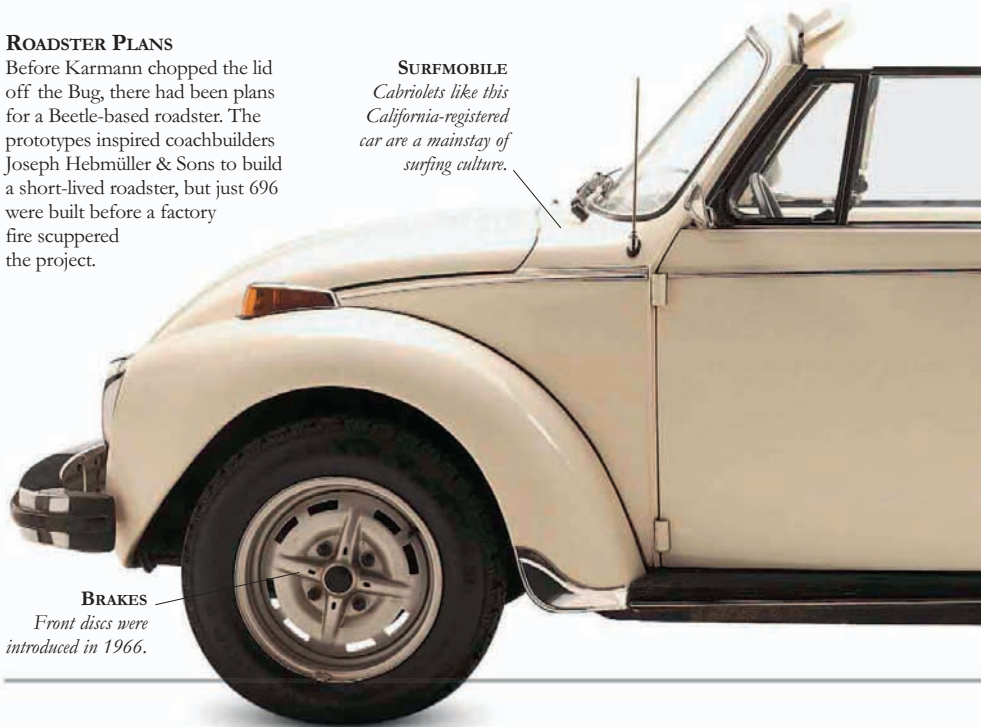 ROADSTER PLANS
Before Karmann chopped the lid
off the Bug, there had been plans
for a Beetle-based roadster. The
prototypes inspired coachbuilders
Joseph Hebmüller & Sons to build
a short-lived roadster, but just 696
were built before a factory
fire scuppered
the project.
SURFMOBILE
Cabriolets like this
California-registered
car are a mainstay of
surfing culture.
BRAKES
Front discs were
introduced in 1966.